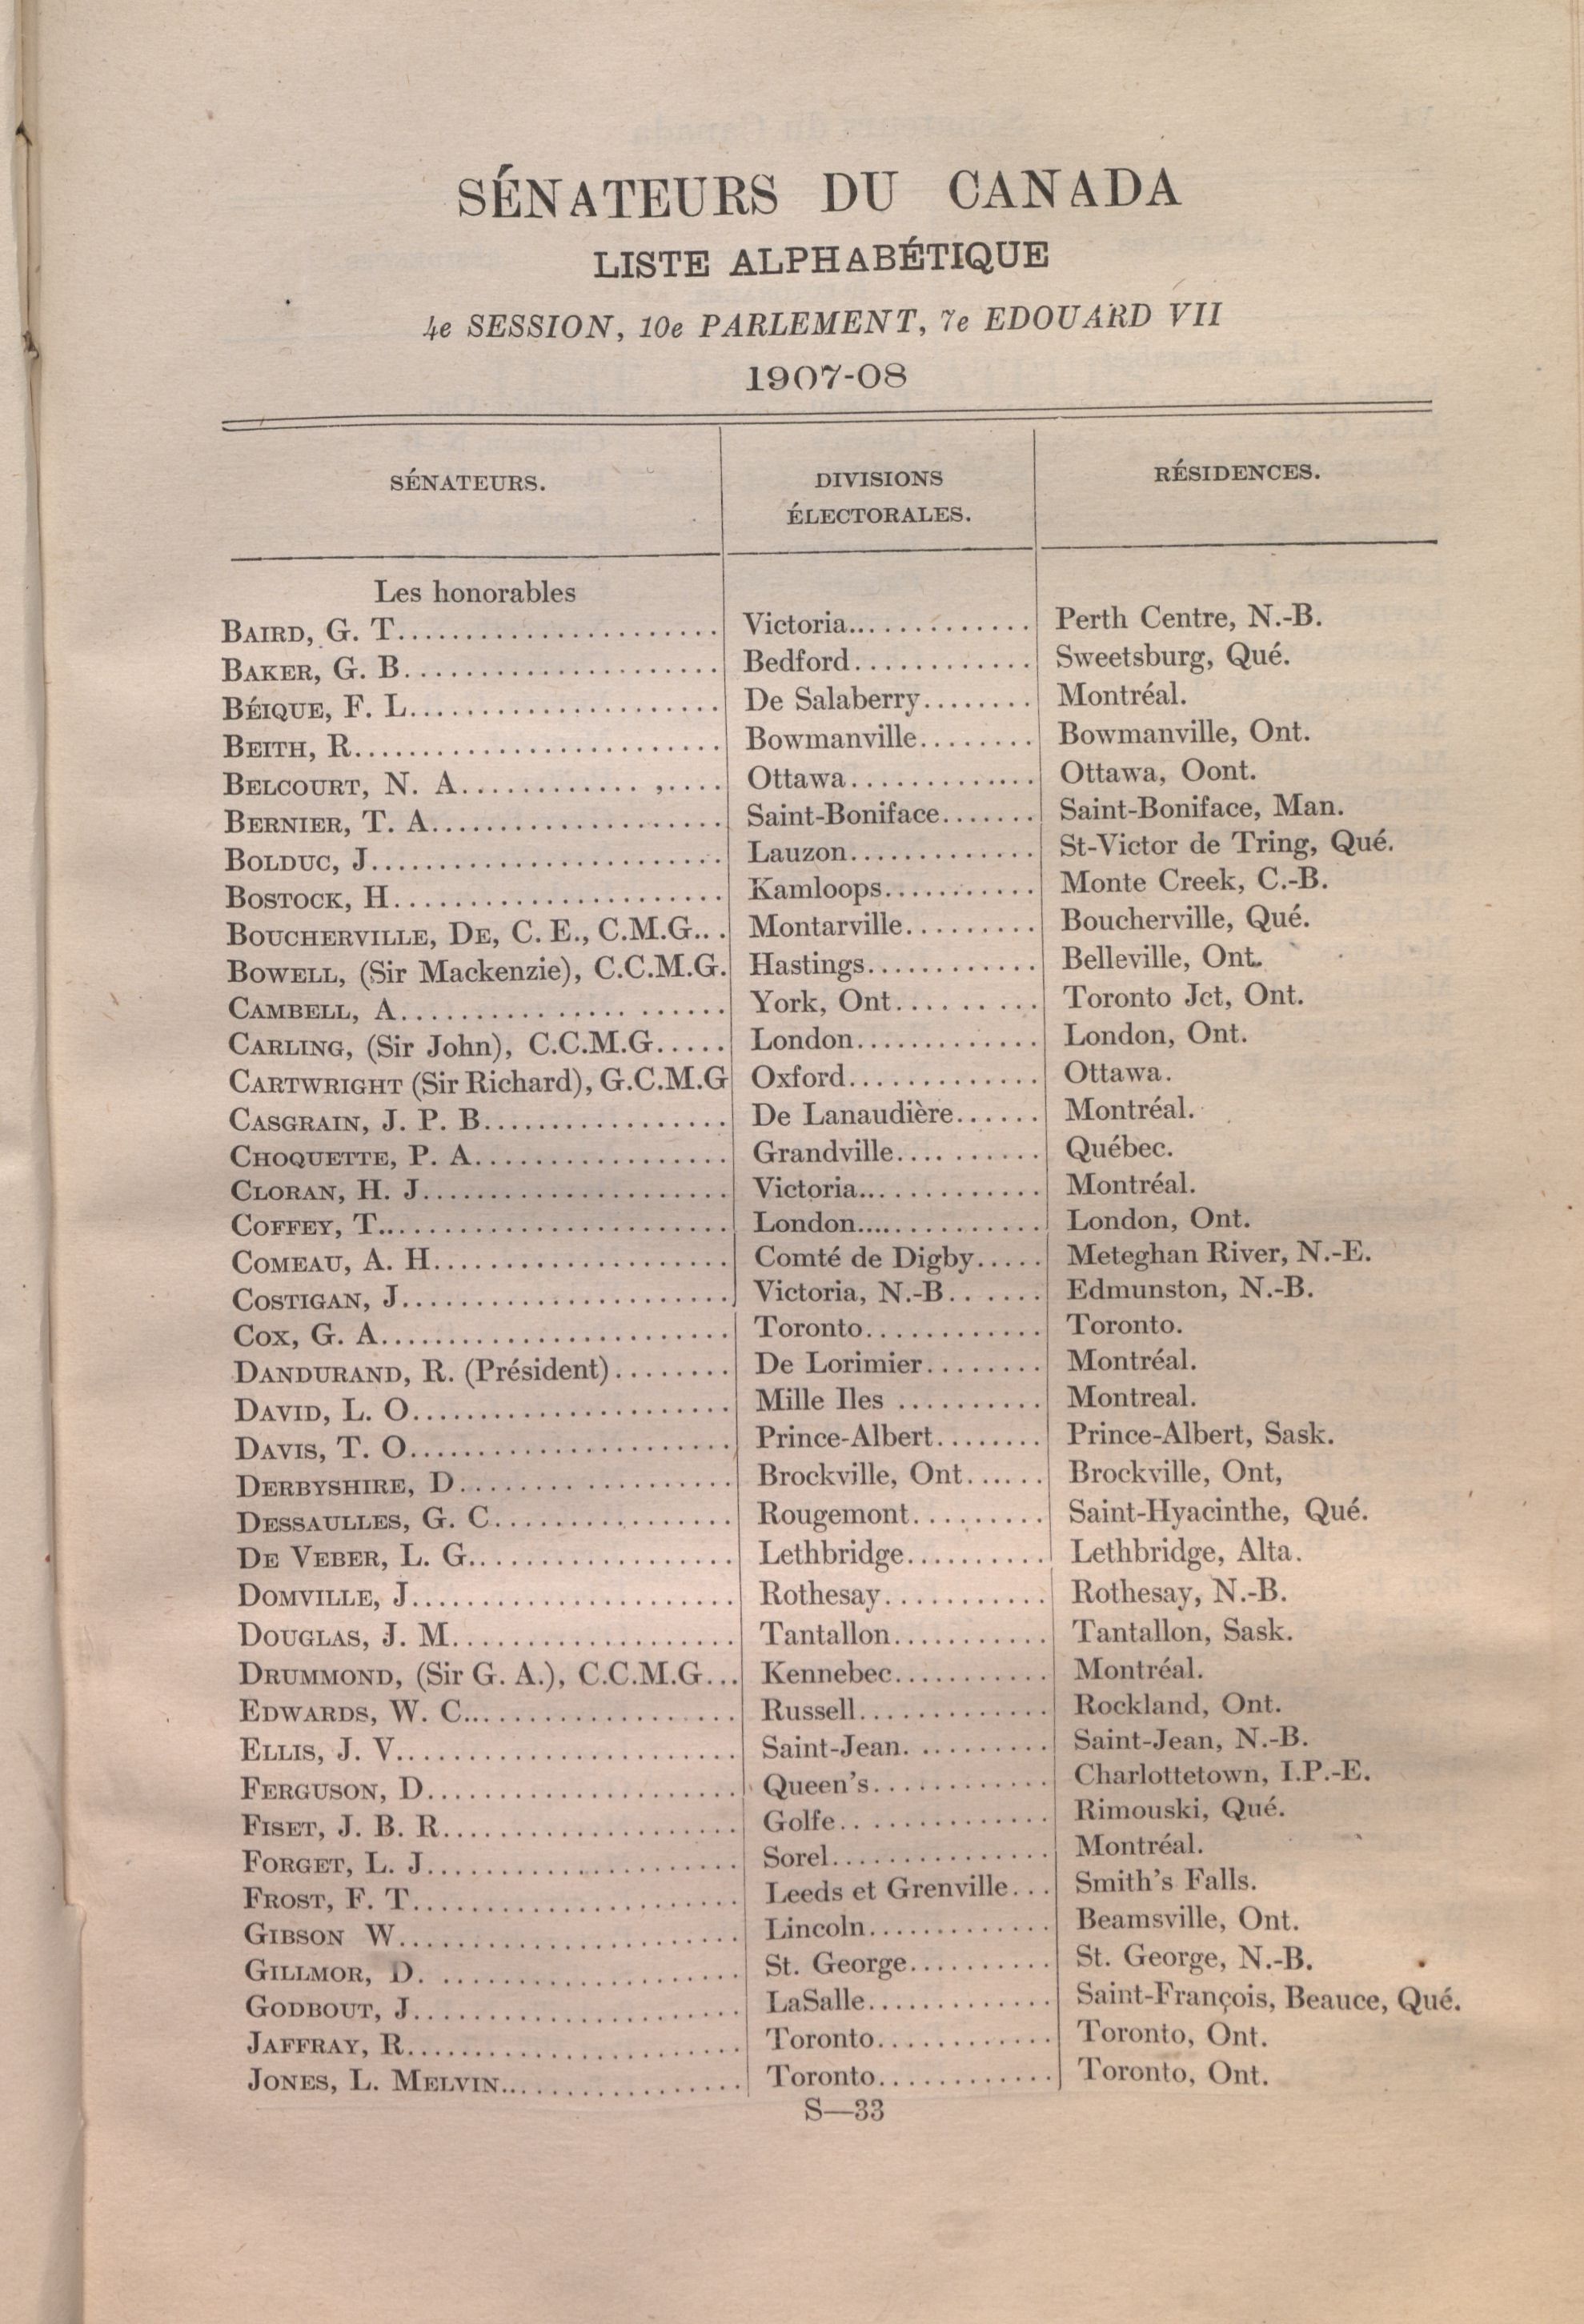 SÉNATEURS DU CANADA
LISTE ALPHABÉTIQUE
4e SESSION, 10e PARLEMENT, 7e EDOUARD VII
1907-08
SÉNATEURS. DIVISIONS ÉLECTORALES. RÉSIDENCES.
Les honorables
BAIRD, G. T. Victoria Perth Centre, N.-B.
BAKER, G. B. Bedford Sweetsburg, Qué.
BÉIQUE, F. L. De Salaberry Montréal.
BEITH, R. Bowmanville Bowmanville, Ont.
BELCOURT, N. A. Ottawa Ottawa, Oont.
BERNIER, T. A. Saint-Boniface Saint-Boniface, Man.
BOLDUC, J. Lauzon St-Victor de Tring, Qué.
BOSTOCK, H. Kamloops Monte Creek, C.-B.
BOUCHERVILLE, DE, C. E., C.M.G. Montarville Boucherville, Qué.
BOWELL, (Sir Mackenzie), C.C.M.G. Hastings Belleville, Ont.
CAMBELL, A. York, Ont. Toronto Jct, Ont.
CARLING, (Sir John), C.C.M.G. London London, Ont.
CARTWRIGHT (Sir Richard), G.C.M.G Oxford Ottawa.
CASGRAIN, J. P. B. De Lanaudière Montréal.
CHOQUETTE, P. A. Grandville Québec.
CLORAN, H. J. Victoria Montréal.
COFFEY, T. London London, Ont.
COMEAU, A. H. Comté de Digby Meteghan River, N.-E.
COSTIGAN, J. Victoria, N.-B. Edmunston, N.-B.
COX, G. A. Toronto Toronto.
DANDURAND, R. (Président) De Lorimier Montréal.
DAVID, L. O. Mille Iles Montreal.
DAVIS, T. O. Prince-Albert Prince-Albert, Sask.
DERBYSHIRE, D. Brockville, Ont. Brockville, Ont,
DESSAULLES, G. C. Rougemont Saint-Hyacinthe, Qué.
DE VEBER, L. G. Lethbridge Lethbridge, Alta.
DOMVILLE, J. Rothesay Rothesay, N.-B.
DOUGLAS, J. M. Tantallon Tantallon, Sask.
DRUMMOND, (Sir G. A.), C.C.M.G. Kennebec Montréal.
EDWARDS, W. C. Russell Rockland, Ont.
ELLIS, J. V. Saint-Jean Saint-Jean, N.-B.
FERGUSON, D. Queen's Charlottetown, I.P.-E.
FISET, J. B. R. Golfe Rimouski, Qué.
FORGET, L. J. Sorel Montréal.
FROST, F. T. Leeds et Grenville Smith's Falls.
GIBSON W. Lincoln Beamsville, Ont.
GILLMOR, D. St. George St. George, N.-B.
GODBOUT, J. LaSalle Saint-François, Beauce, Qué.
JAFFRAY, R. Toronto Toronto, Ont.
JONES, L. MELVIN Toronto Toronto, Ont.
S—33